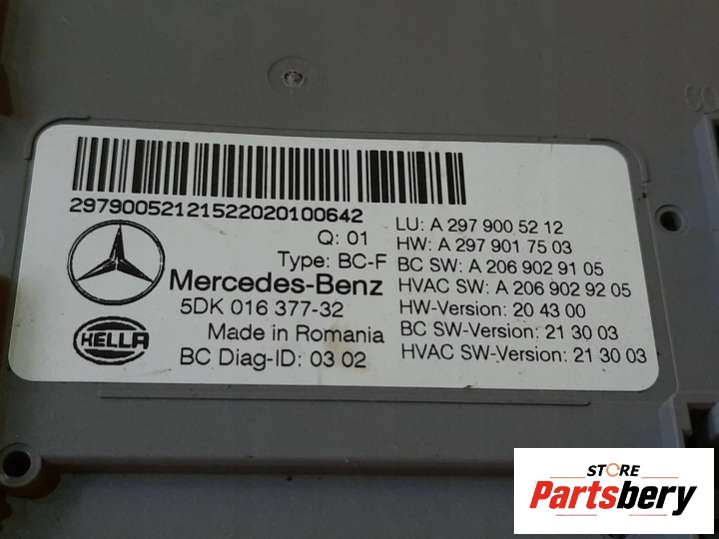 29790052121522020100642
Q: 01
Type: BC-F
Mercedes-Benz
5DK 016 377-32
Made in Romania
BC Diag-ID: 03 02
HELLA
LU: A 297 900 52 12
HW: A 297 901 75 03
BC SW: A 206 902 91 05
HVAC SW: A 206 902 92 05
HW-Version: 20 43 00
BC SW-Version: 21 30 03
HVAC SW-Version: 21 30 03
STORE
Partsbery